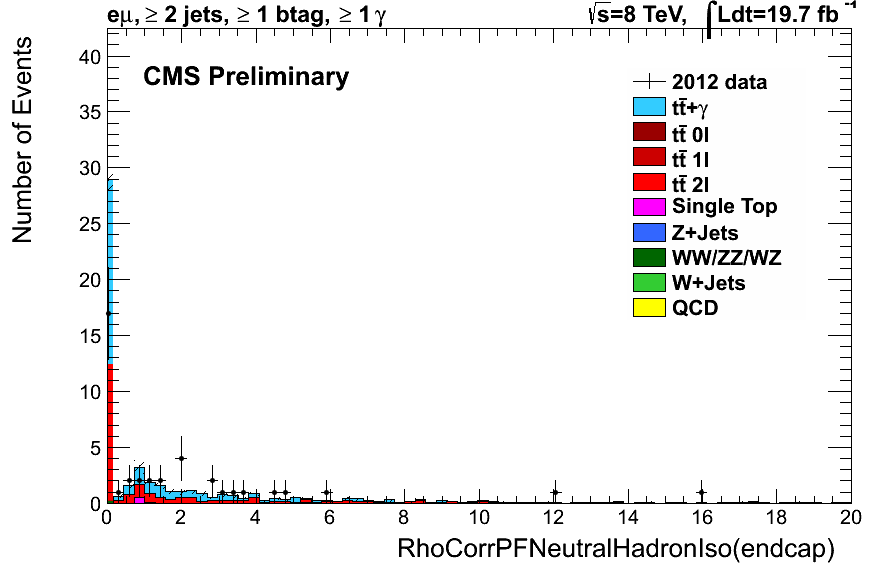 eμ, ≥ 2 jets, ≥ 1 btag, ≥ 1 γ
√s=8 TeV, ∫Ldt=19.7 fb⁻¹
CMS Preliminary
Number of Events
40
35
30
25
20
15
10
5
0
2012 data
tt̄+γ
tt̄ 0l
tt̄ 1l
tt̄ 2l
Single Top
Z+Jets
WW/ZZ/WZ
W+Jets
QCD
0 2 4 6 8 10 12 14 16 18 20
RhoCorrPFNeutralHadronIso(endcap)